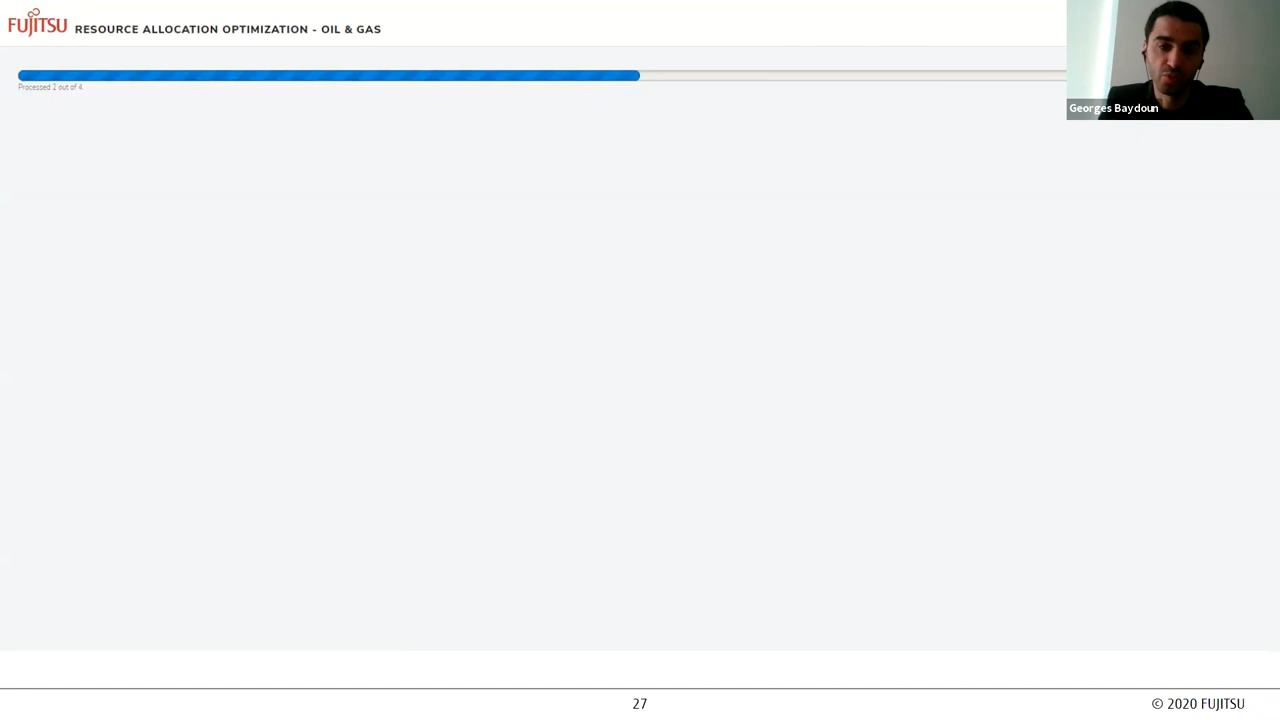 FUJITSU RESOURCE ALLOCATION OPTIMIZATION - OIL & GAS
Processed 2 out of 4.
Georges Baydoun
27
© 2020 FUJITSU